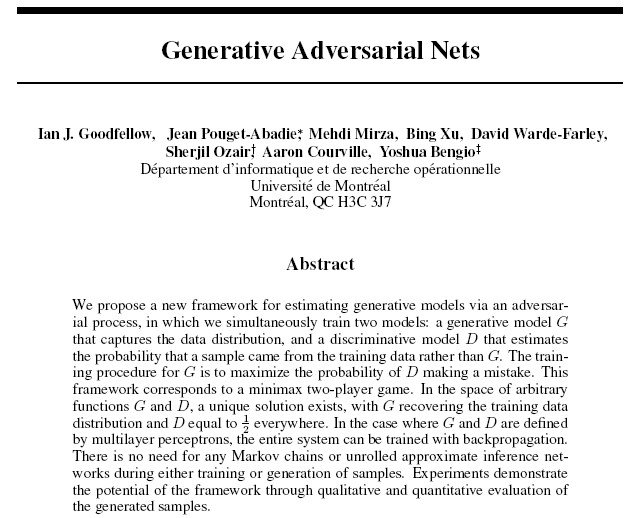 Generative Adversarial Nets
Ian J. Goodfellow, Jean Pouget-Abadie,* Mehdi Mirza, Bing Xu, David Warde-Farley,
Sherjil Ozair,† Aaron Courville, Yoshua Bengio‡
Département d'informatique et de recherche opérationnelle
Université de Montréal
Montréal, QC H3C 3J7
Abstract
We propose a new framework for estimating generative models via an adversar-
ial process, in which we simultaneously train two models: a generative model G
that captures the data distribution, and a discriminative model D that estimates
the probability that a sample came from the training data rather than G. The train-
ing procedure for G is to maximize the probability of D making a mistake. This
framework corresponds to a minimax two-player game. In the space of arbitrary
functions G and D, a unique solution exists, with G recovering the training data
distribution and D equal to 1/2 everywhere. In the case where G and D are defined
by multilayer perceptrons, the entire system can be trained with backpropagation.
There is no need for any Markov chains or unrolled approximate inference net-
works during either training or generation of samples. Experiments demonstrate
the potential of the framework through qualitative and quantitative evaluation of
the generated samples.